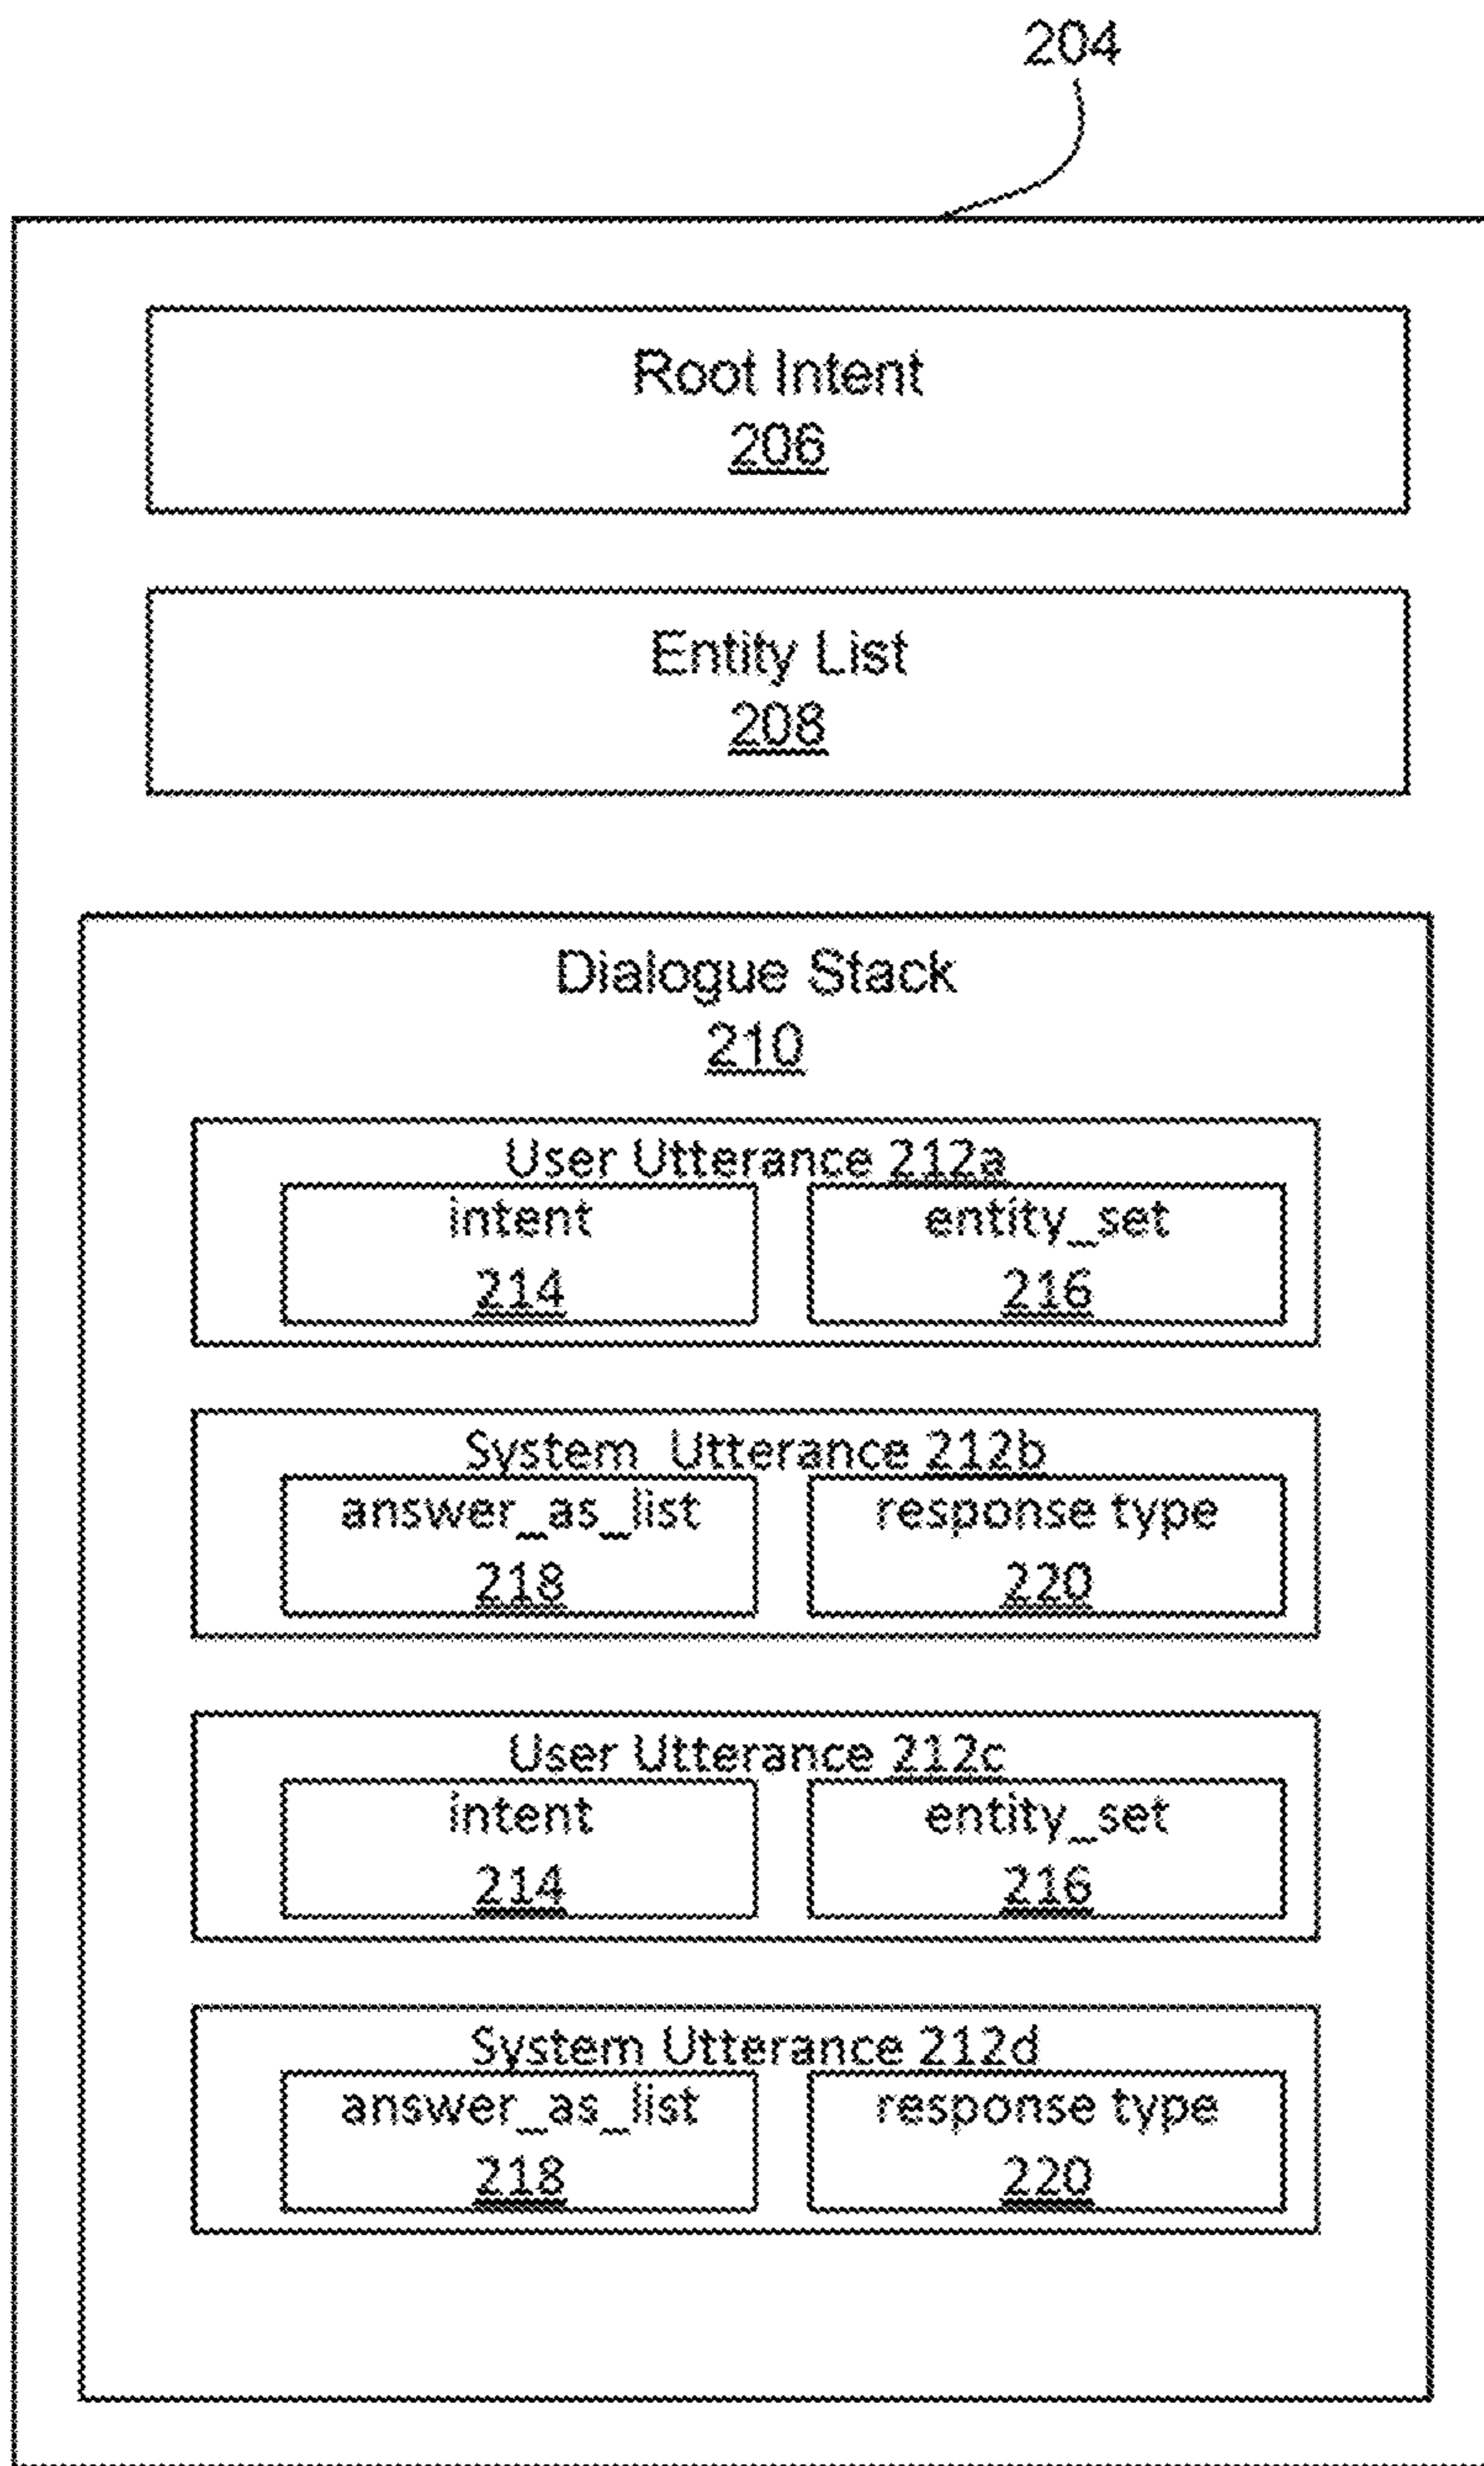 204
Root Intent
206
Entity List
208
Dialogue Stack
210
User Utterance 212a
intent
entity_set
214
216
System Utterance 212b
answer_as_list
response type
218
220
User Utterance 212c
intent
entity_set
214
216
System Utterance 212d
answer_as_list
response type
218
220